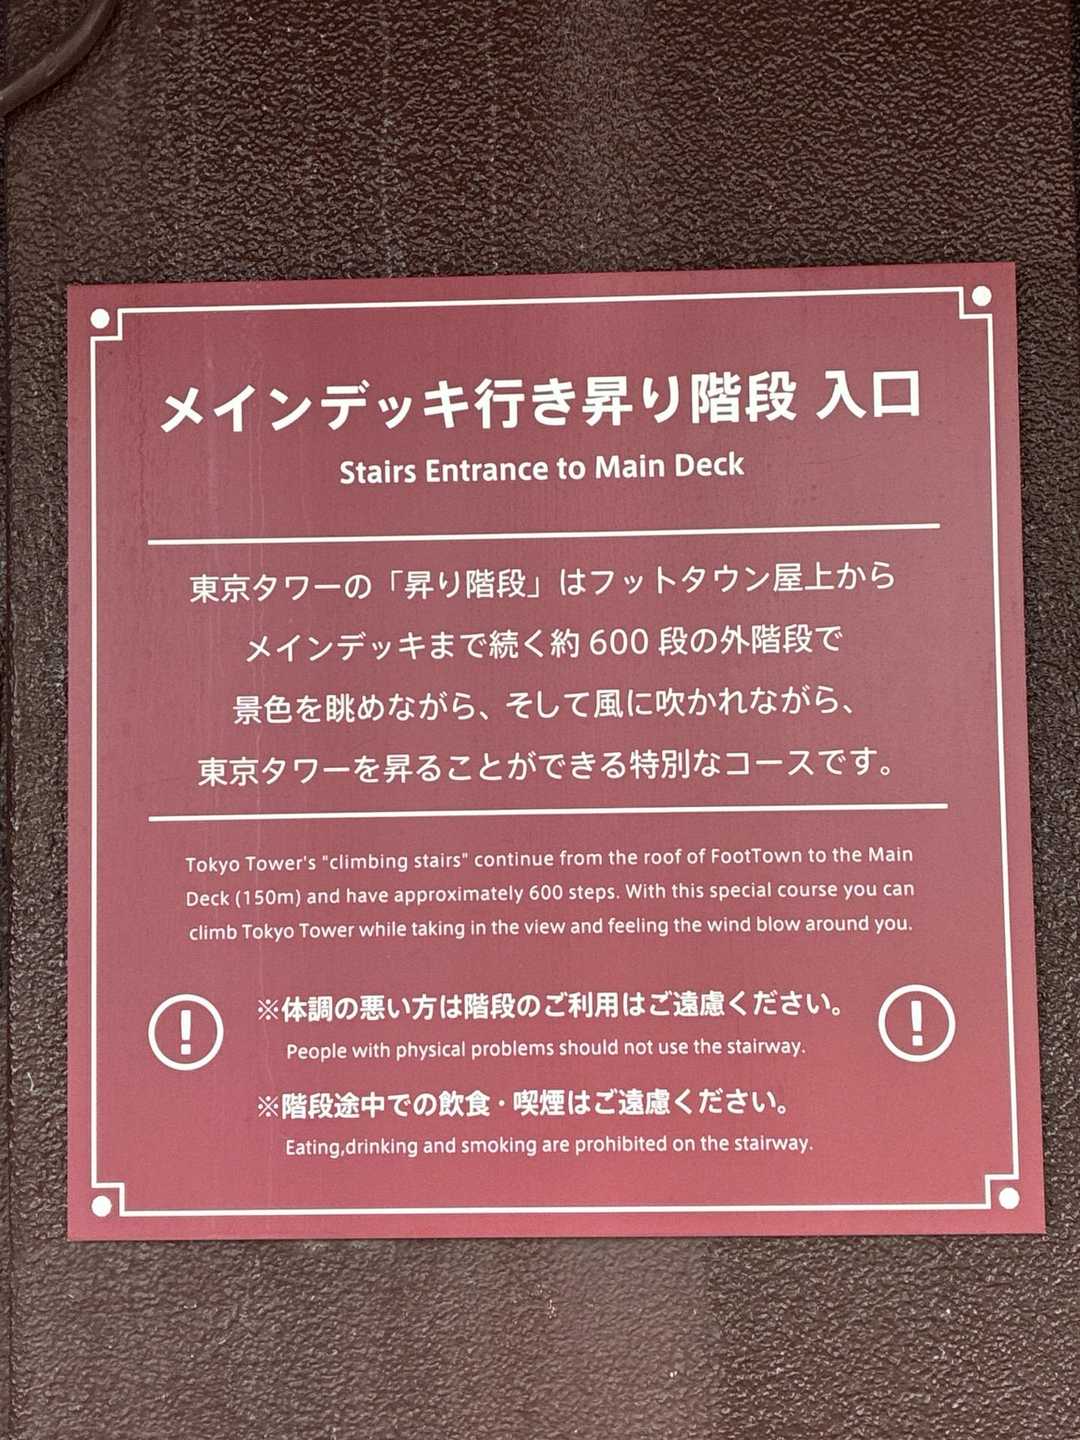 メインデッキ行き昇り階段 入口
Stairs Entrance to Main Deck
東京タワーの「昇り階段」はフットタウン屋上から
メインデッキまで続く約 600 段の外階段で
景色を眺めながら、そして風に吹かれながら、
東京タワーを昇ることができる特別なコースです。
Tokyo Tower's "climbing stairs" continue from the roof of FootTown to the Main
Deck (150m) and have approximately 600 steps. With this special course you can
climb Tokyo Tower while taking in the view and feeling the wind blow around you.
※体調の悪い方は階段のご利用はご遠慮ください。
People with physical problems should not use the stairway.
※階段途中での飲食・喫煙はご遠慮ください。
Eating,drinking and smoking are prohibited on the stairway.